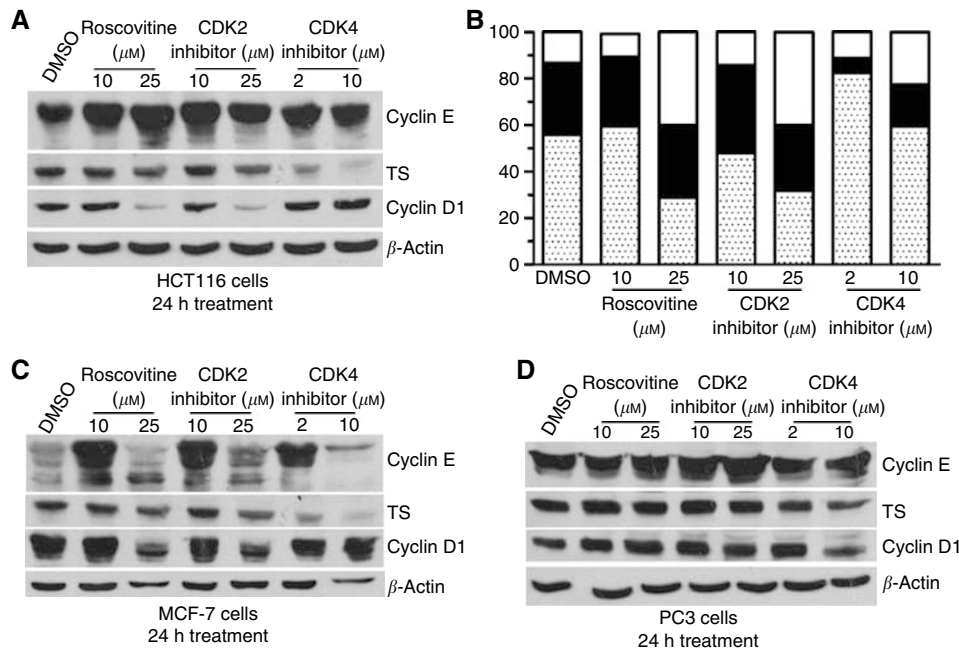 A
DMSO
Roscovitine (μM)
10 25
CDK2 inhibitor (μM)
10 25
CDK4 inhibitor (μM)
2 10
Cyclin E
TS
Cyclin D1
β-Actin
HCT116 cells
24 h treatment
B
100
80
60
40
20
0
DMSO
10 25 10 25 2 10
Roscovitine (μM)
CDK2 inhibitor (μM)
CDK4 inhibitor (μM)
C
DMSO
Roscovitine (μM)
10 25
CDK2 inhibitor (μM)
10 25
CDK4 inhibitor (μM)
2 10
Cyclin E
TS
Cyclin D1
β-Actin
MCF-7 cells
24 h treatment
D
DMSO
Roscovitine (μM)
10 25
CDK2 inhibitor (μM)
10 25
CDK4 inhibitor (μM)
2 10
Cyclin E
TS
Cyclin D1
β-Actin
PC3 cells
24 h treatment